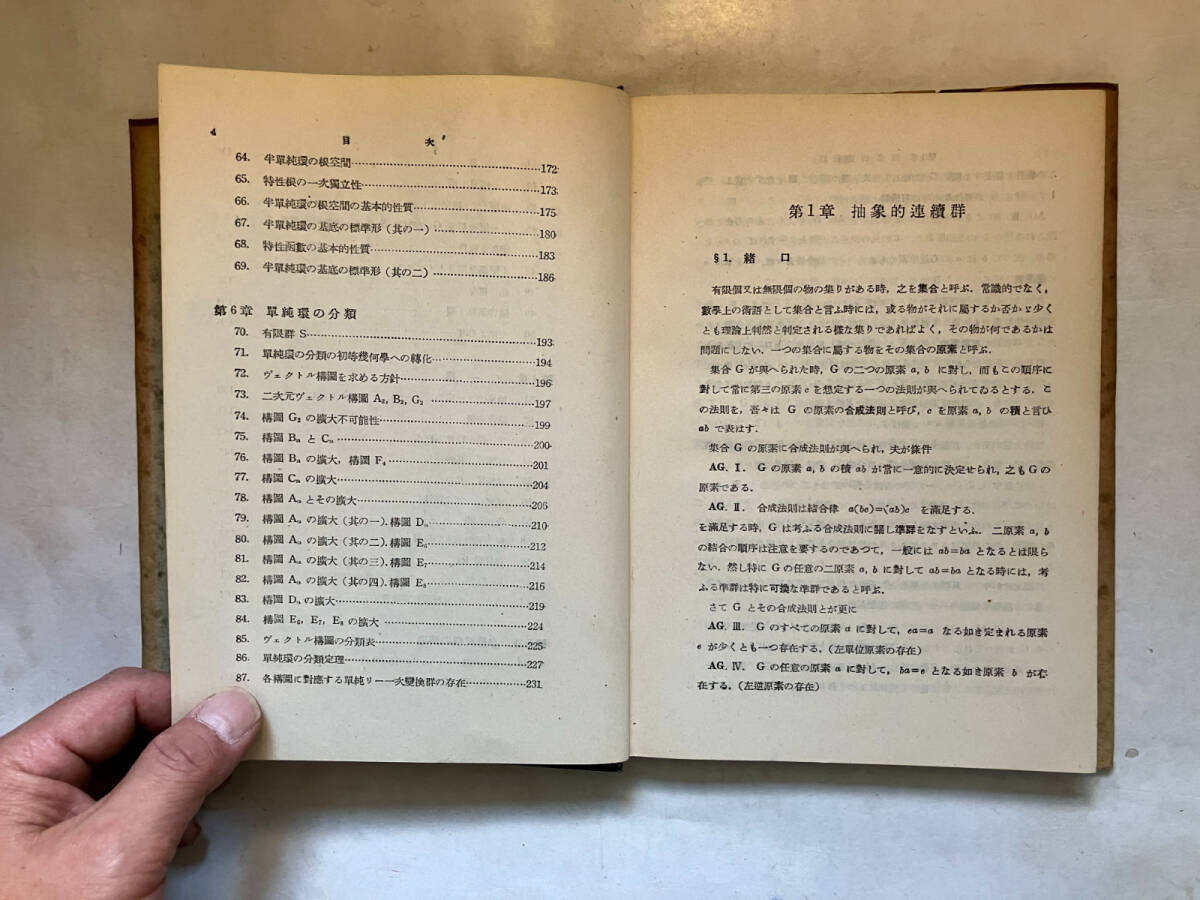 4 目 次
64. 半單純環の根空間……172
65. 特性根の一次獨立性……173
66. 半單純環の根空間の基本的性質……175
67. 半單純環の基底の標準形(其の一)……180
68. 特性函數の基本的性質……183
69. 半單純環の基底の標準形(其の二)……186
第6章 單純環の分類
70. 有限群 S……193
71. 單純環の分類の初等幾何學への轉化……194
72. ヴェクトル構圖を求める方針……196
73. 二次元ヴェクトル構圖 A₂, B₂, G₂……197
74. 構圖 G₂ の擴大不可能性……199
75. 構圖 Bₙ と Cₙ……200
76. 構圖 Bₙ の擴大, 構圖 F₄……201
77. 構圖 Cₙ の擴大……204
78. 構圖 Aₙ とその擴大……206
79. 構圖 Aₙ の擴大(其の一).構圖 Dₙ……210
80. 構圖 Aₙ の擴大(其の二).構圖 E₆……212
81. 構圖 Aₙ の擴大(其の三).構圖 E₇……214
82. 構圖 Aₙ の擴大(其の四).構圖 E₈……216
83. 構圖 Dₙ の擴大……219
84. 構圖 E₆, E₇, E₈ の擴大……224
85. ヴェクトル構圖の分類表……225
86. 單純環の分類定理……227
87. 各構圖に對應する單純リー一次變換群の存在……231
第1章 抽象的連續群
§1. 緒 口
有限個又は無限個の物の集りがある時, 之を集合と呼ぶ. 常識的でなく,
數學上の術語として集合と言ふ時には, 或る物がそれに屬するか否かゞ少く
とも理論上判然と判定される樣な集りであればよく, その物が何であるかは
問題にしない. 一つの集合に屬する物をその集合の原素と呼ぶ.
集合 G が與へられた時, G の二つの原素 a, b に對し, 而もこの順序に
對して常に第三の原素 c を想定する一つの法則が與へられてゐるとする. こ
の法則を, 吾々は G の原素の合成法則と呼び, c を原素 a, b の積と言ひ
ab で表はす.
集合 G の原素に合成法則が與へられ, 夫が條件
AG. Ⅰ. G の原素 a, b の積 ab が常に一意的に決定せられ, 之も G の
原素である.
AG. Ⅱ. 合成法則は結合律 a(bc)=(ab)c を滿足する.
を滿足する時, G は考ふる合成法則に關し準群をなすといふ. 二原素 a, b
の結合の順序は注意を要するのであつて, 一般には ab=ba となるとは限ら
ない. 然し特に G の任意の二原素 a, b に對して ab=ba となる時には, 考
ふる準群は特に可換な準群であると呼ぶ.
さて G とその合成法則とが更に
AG. Ⅲ. G のすべての原素 a に對して, ea=a なる如き定まれる原素
e が少くとも一つ存在する. (左單位原素の存在)
AG. Ⅳ. G の任意の原素 a に對して, ba=e となる如き原素 b が存
在する. (左逆原素の存在)